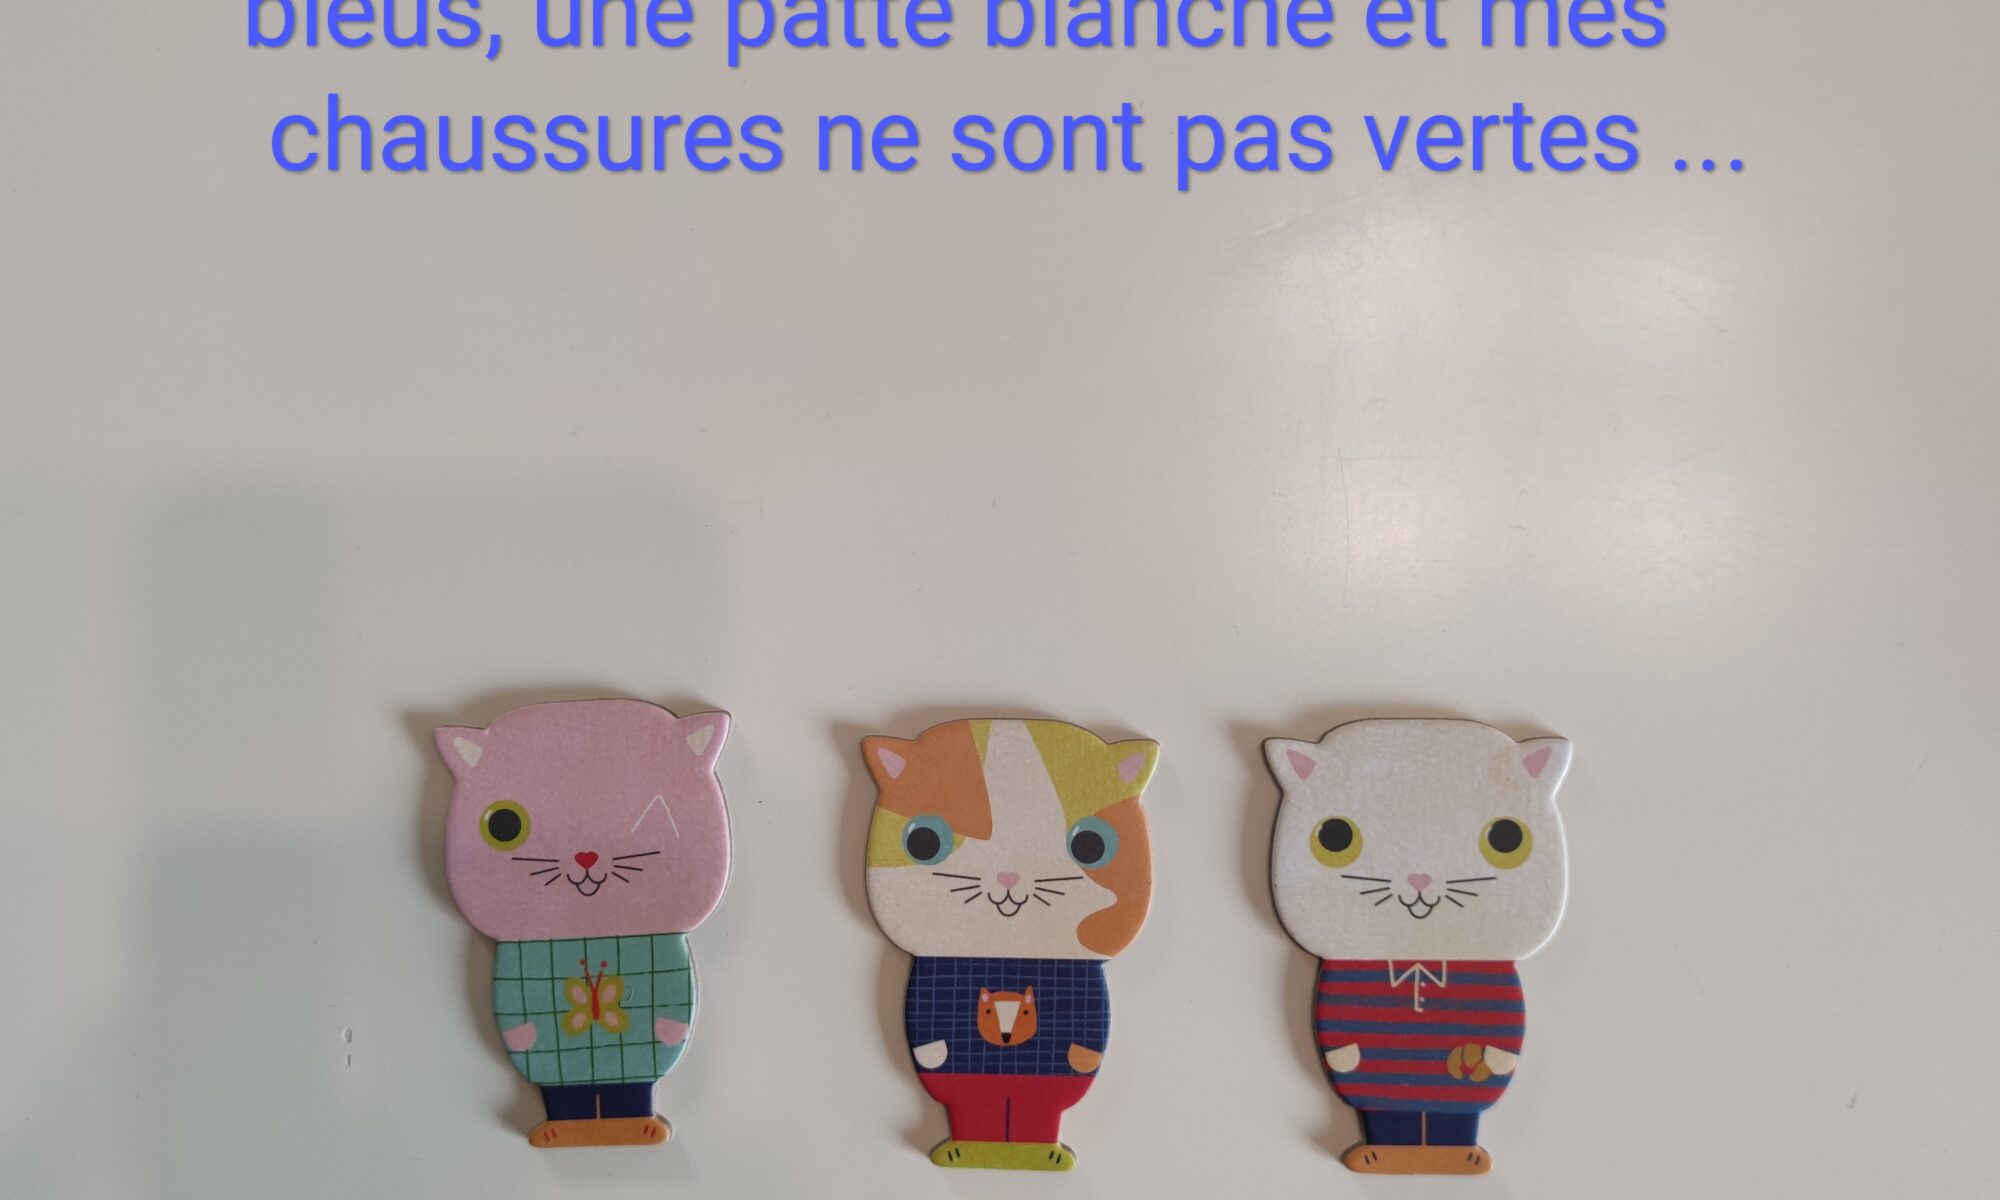 bleus, une patte blanche et mes
chaussures ne sont pas vertes ...